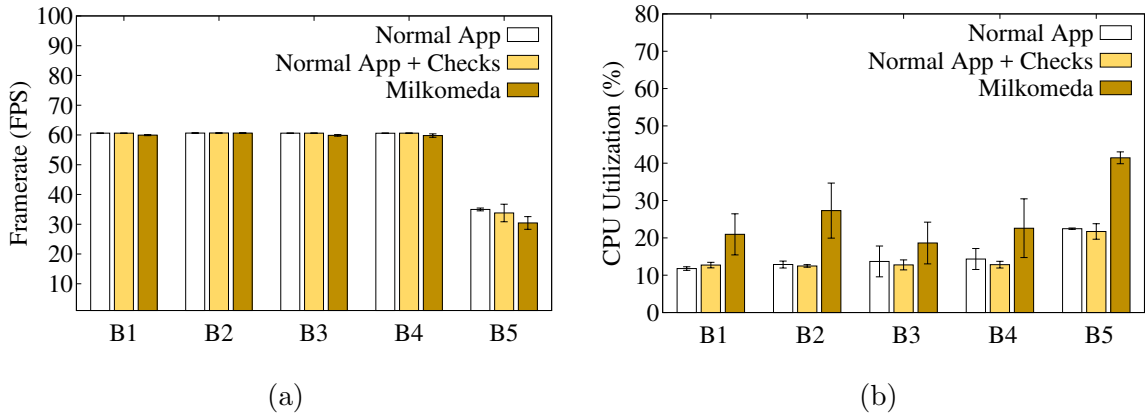 100
90
80
70
60
50
40
30
20
10
Framerate (FPS)
Normal App
Normal App + Checks
Milkomeda
B1 B2 B3 B4 B5
(a)
80
70
60
50
40
30
20
10
0
CPU Utilization (%)
Normal App
Normal App + Checks
Milkomeda
B1 B2 B3 B4 B5
(b)